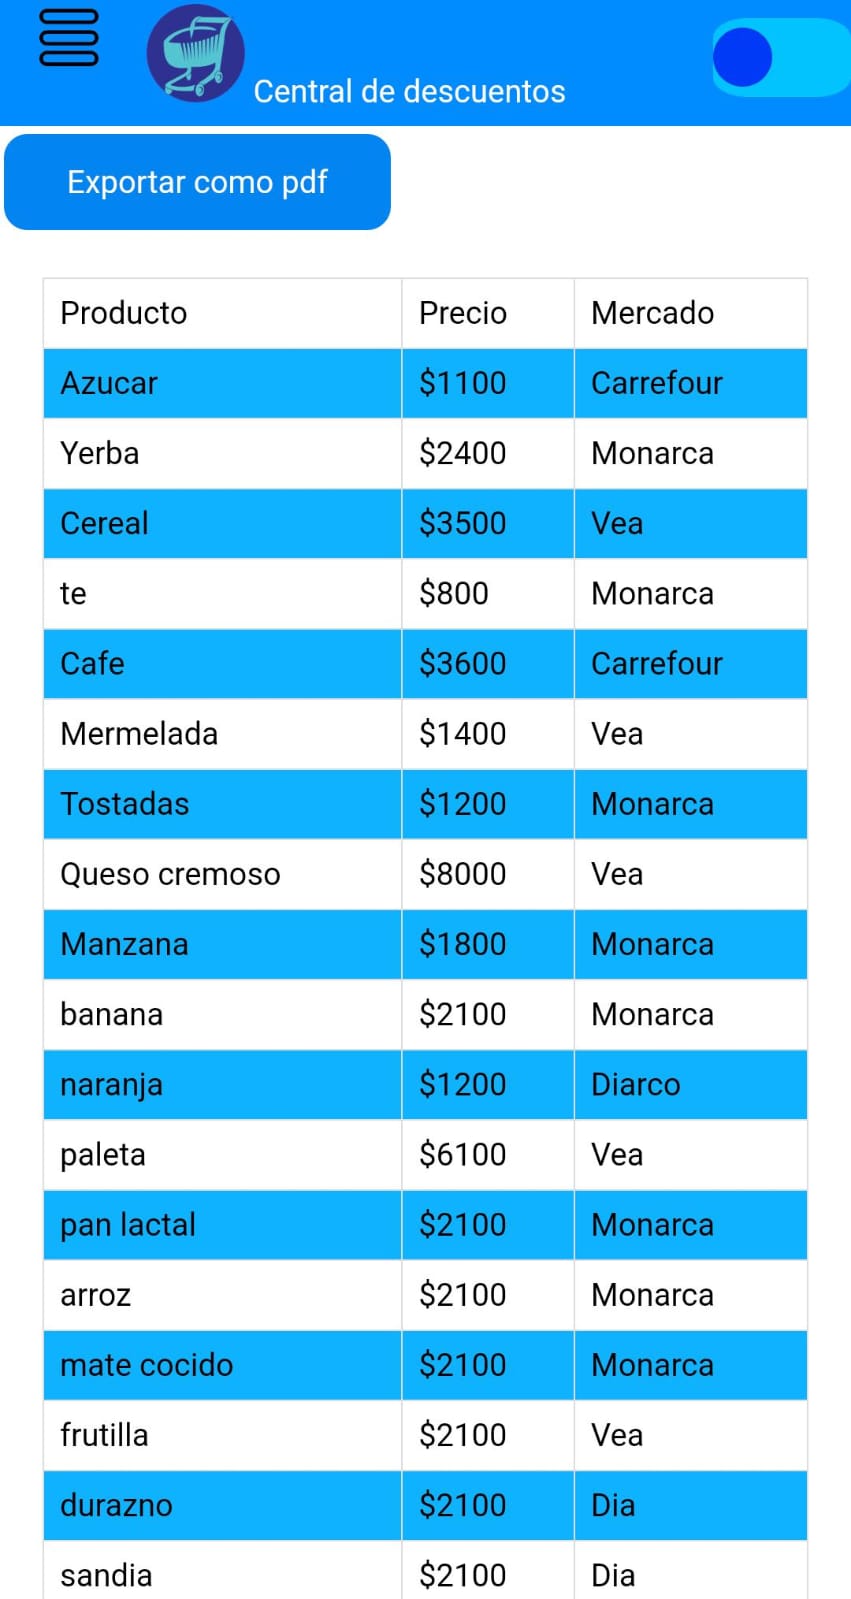 Central de descuentos
Exportar como pdf
Producto Precio Mercado
Azucar $1100 Carrefour
Yerba $2400 Monarca
Cereal $3500 Vea
te $800 Monarca
Cafe $3600 Carrefour
Mermelada $1400 Vea
Tostadas $1200 Monarca
Queso cremoso $8000 Vea
Manzana $1800 Monarca
banana $2100 Monarca
naranja $1200 Diarco
paleta $6100 Vea
pan lactal $2100 Monarca
arroz $2100 Monarca
mate cocido $2100 Monarca
frutilla $2100 Vea
durazno $2100 Dia
sandia $2100 Dia